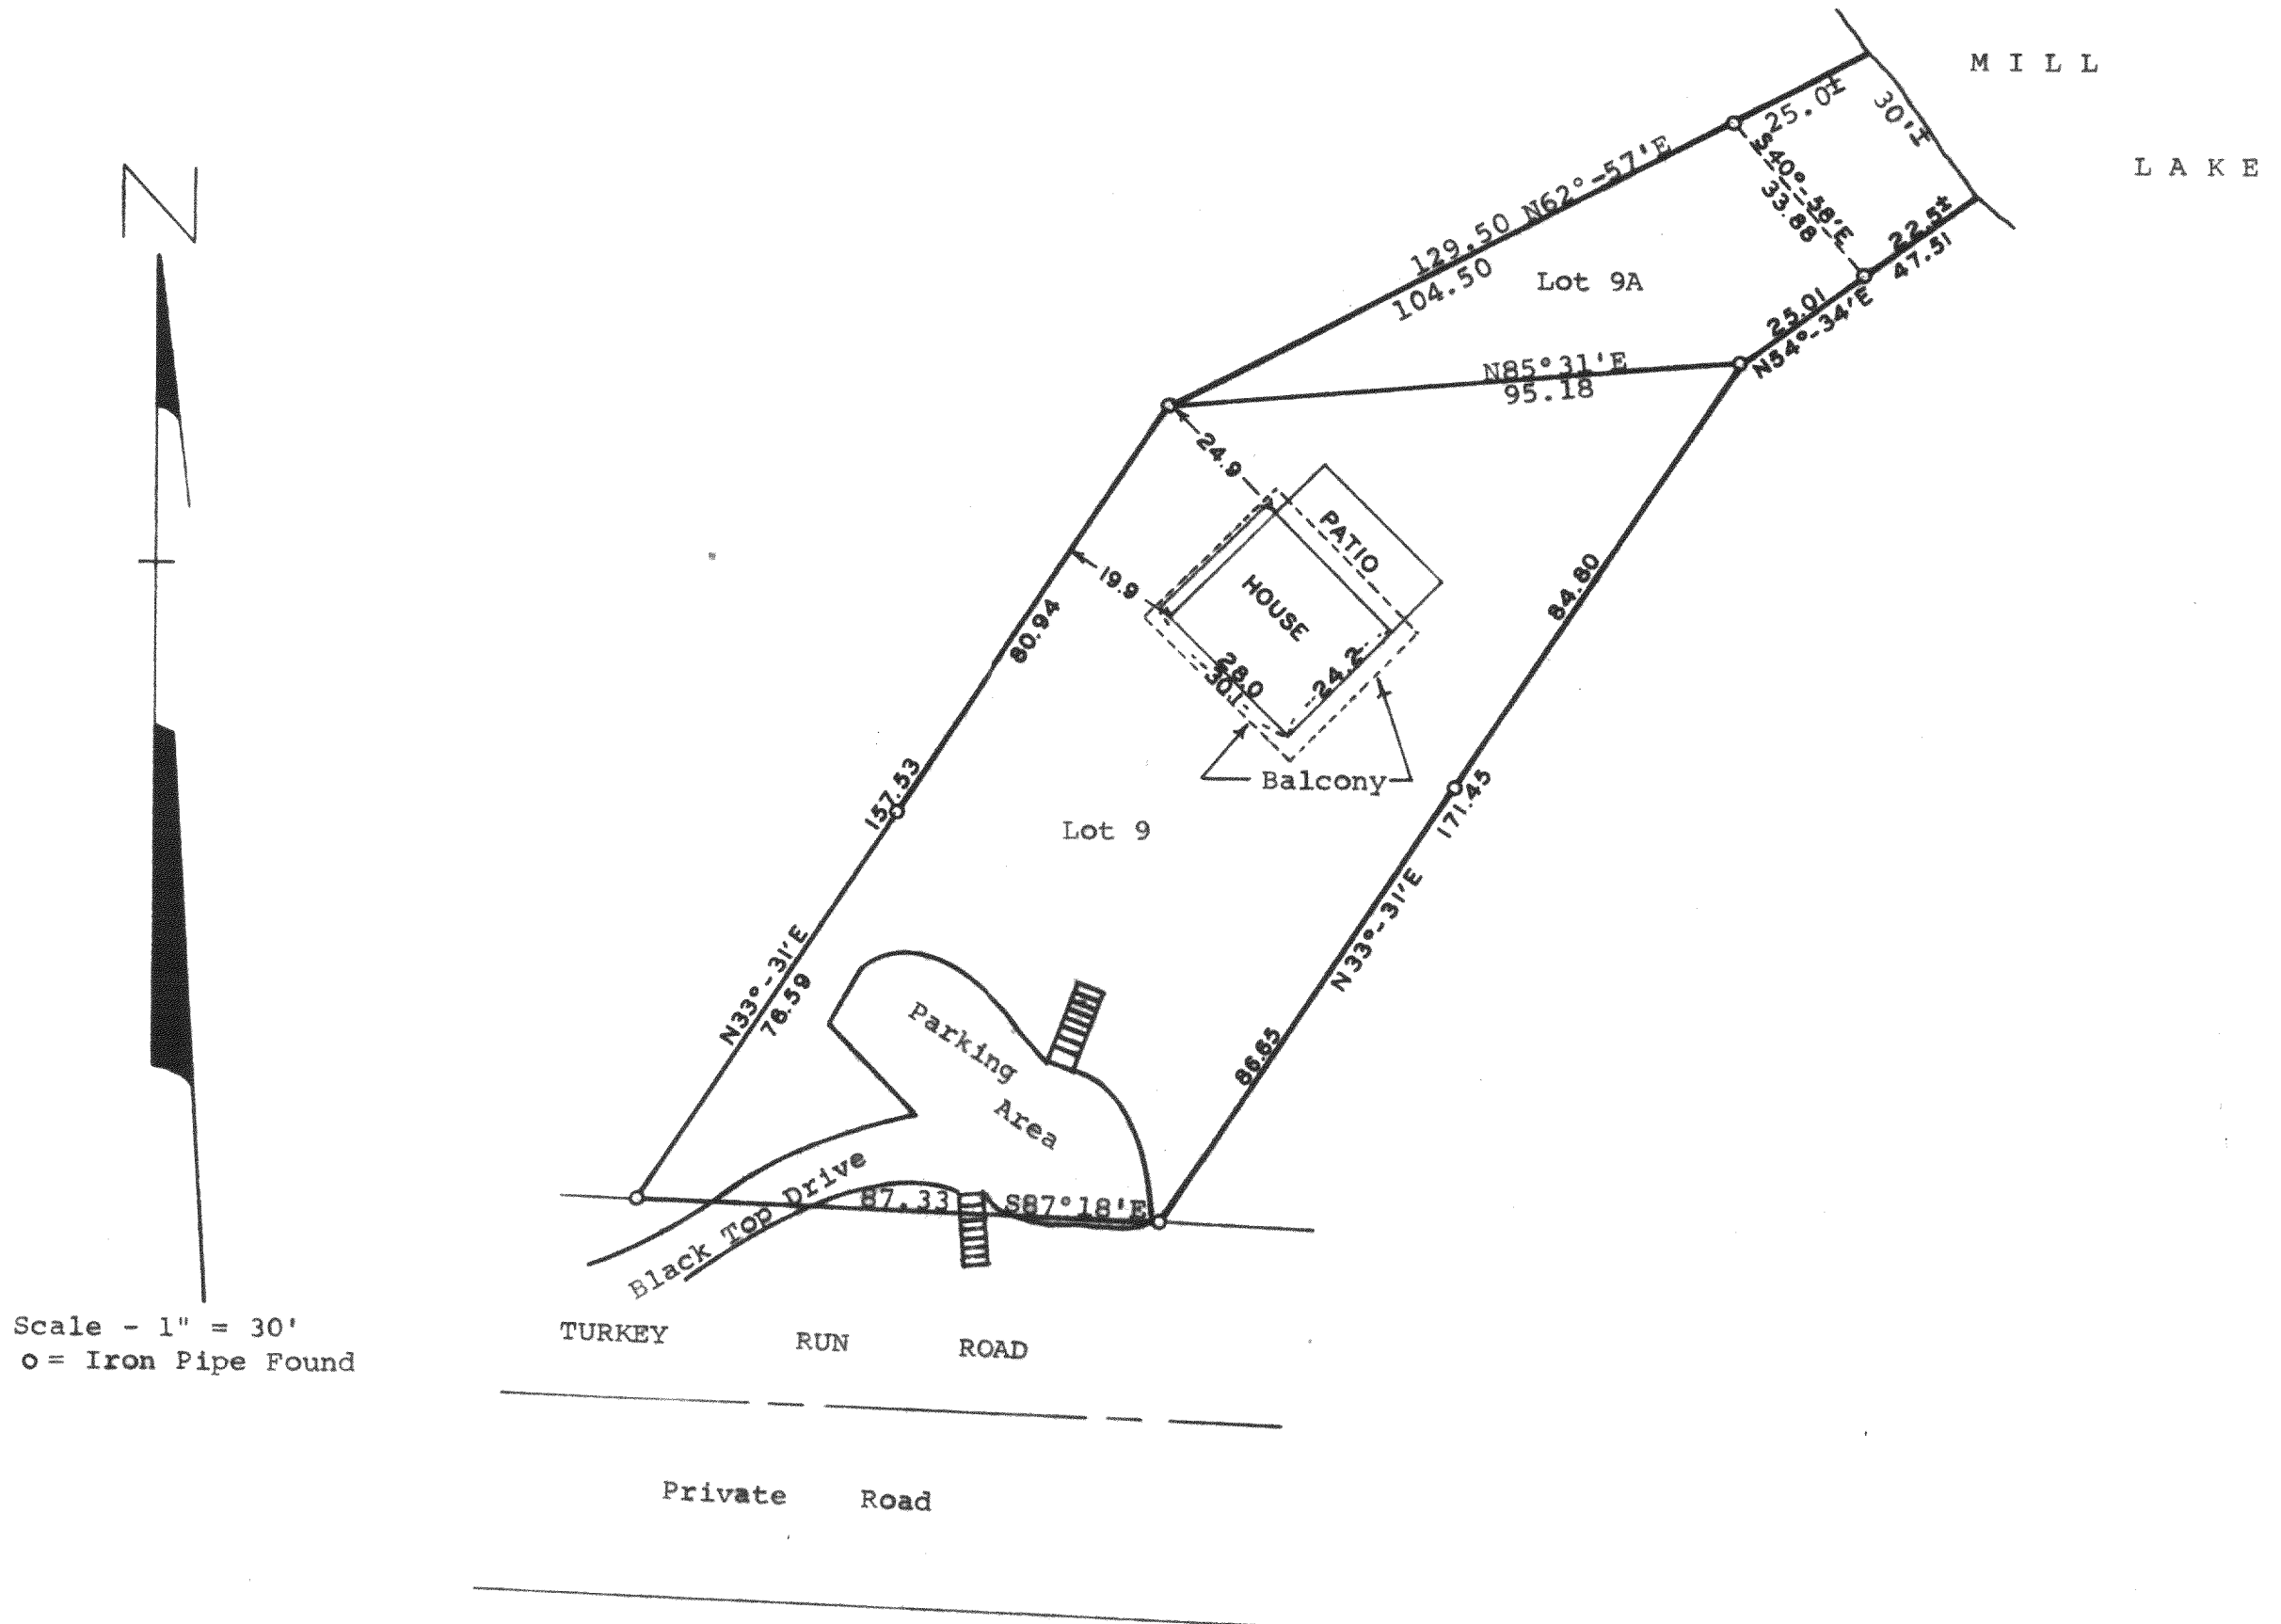 N
MILL
LAKE
25.0±
30'±
S40°-58'E
33.88
129.50 N62°-57'E
104.50
Lot 9A
22.5±
47.51
25.01
N54°-34'E
N85°31'E
95.18
24.9
PATIO
HOUSE
19.9
28.0
30.1
24.2
84.80
80.94
Balcony
157.53
171.45
Lot 9
N33°-31'E
N33°-31'E
76.59
86.65
Parking
Area
87.33 S87°18'E
Black Top Drive
Scale - 1" = 30'
o = Iron Pipe Found
TURKEY RUN ROAD
Private Road